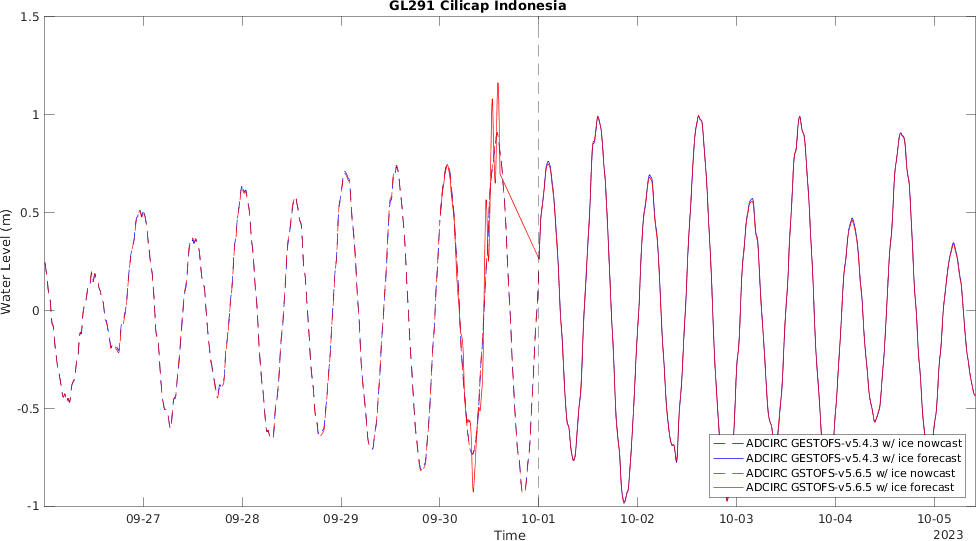 GL291 Cilicap Indonesia
Water Level (m)
1.5
1
0.5
0
-0.5
-1
09-27
09-28
09-29
09-30
10-01
10-02
10-03
10-04
10-05
2023
Time
ADCIRC GESTOFS-v5.4.3 w/ ice nowcast
ADCIRC GESTOFS-v5.4.3 w/ ice forecast
ADCIRC GSTOFS-v5.6.5 w/ ice nowcast
ADCIRC GSTOFS-v5.6.5 w/ ice forecast